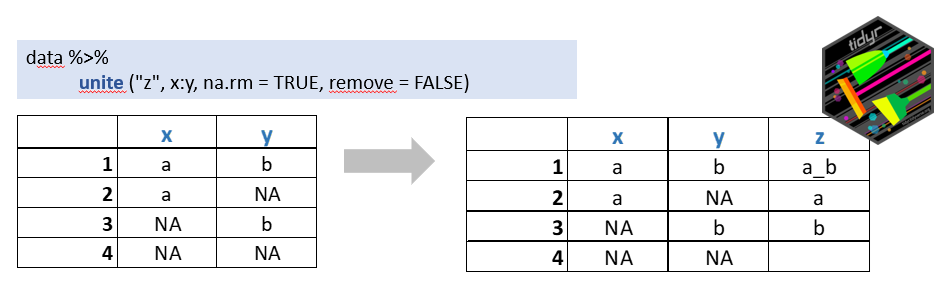 data %>%
unite ("z", x:y, na.rm = TRUE, remove = FALSE)
tidyr
x y
1 a b
2 a NA
3 NA b
4 NA NA
x y z
1 a b a_b
2 a NA a
3 NA b b
4 NA NA